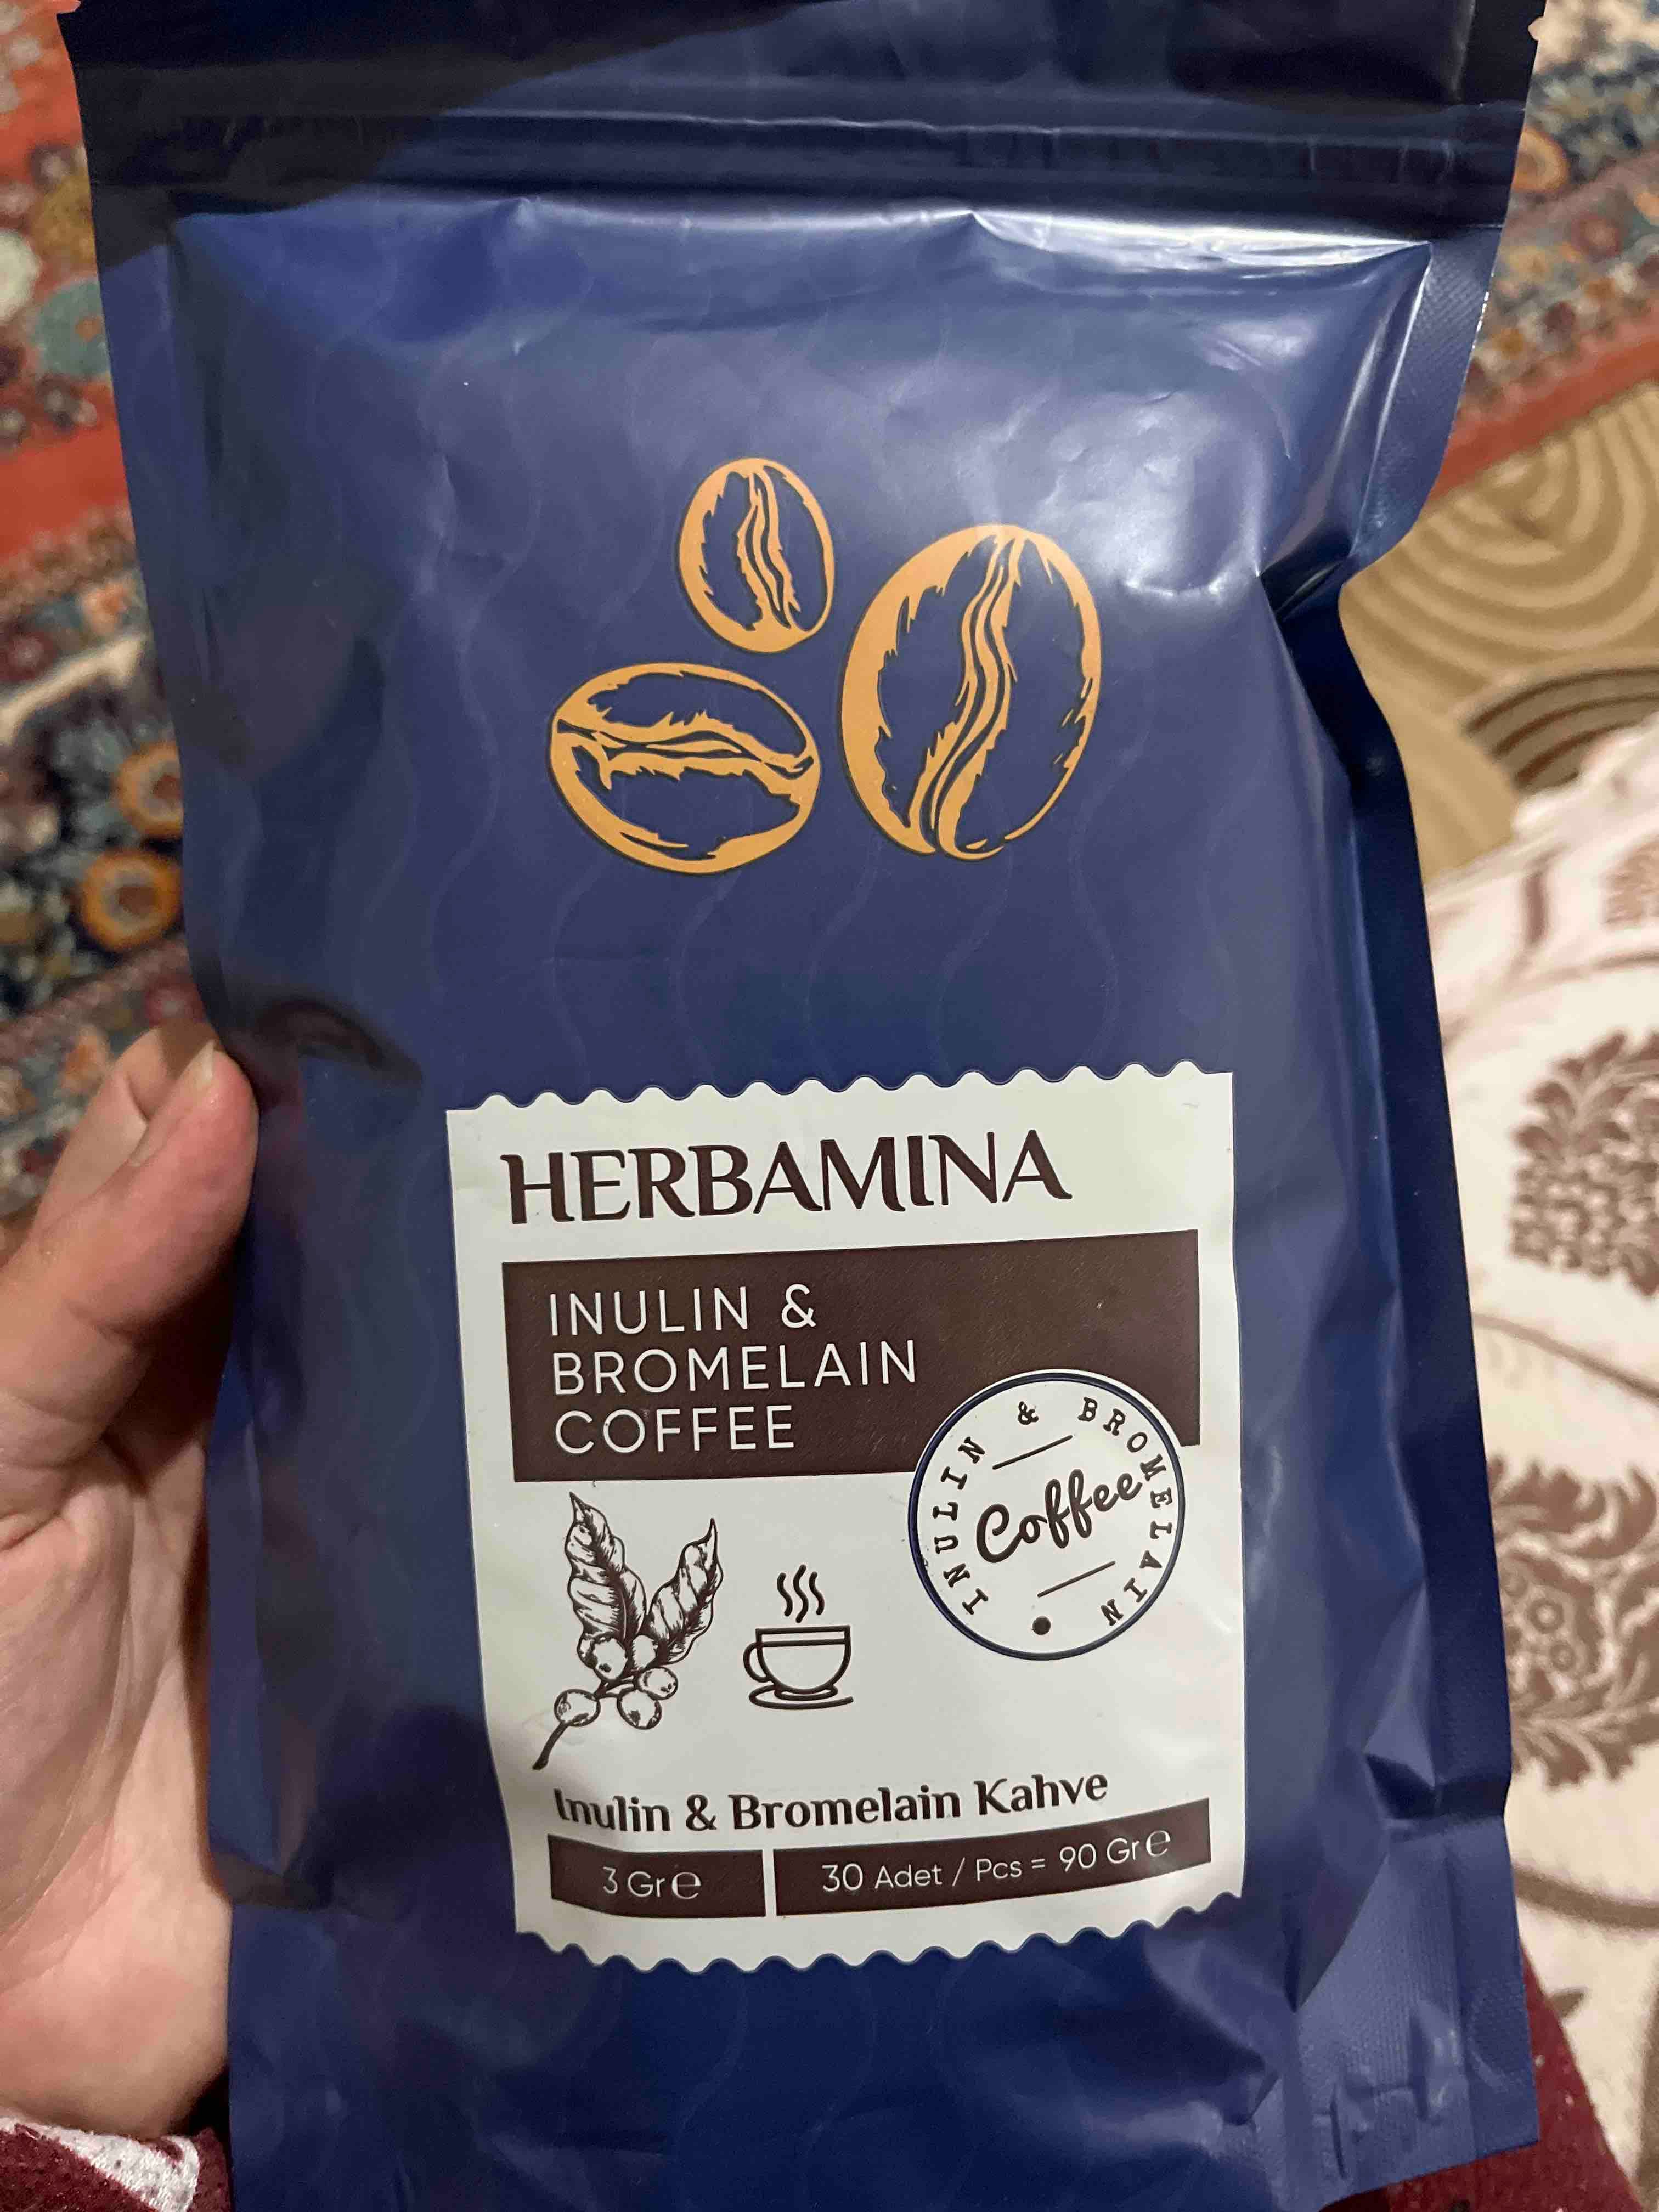 HERBAMINA
INULIN &
BROMELAIN
COFFEE
INULIN & BROMELAIN
Coffee
Inulin & Bromelain Kahve
3 Gr ℮
30 Adet / Pcs = 90 Gr ℮